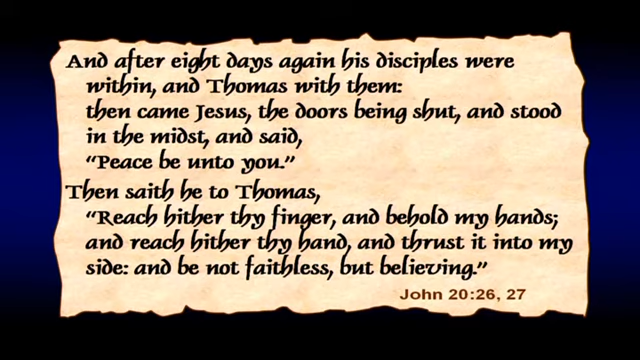 And after eight days again his disciples were
within, and Thomas with them:
then came Jesus, the doors being shut, and stood
in the midst, and said,
“Peace be unto you.”
Then saith he to Thomas,
“Reach hither thy finger, and behold my hands;
and reach hither thy hand, and thrust it into my
side: and be not faithless, but believing.”
John 20:26, 27